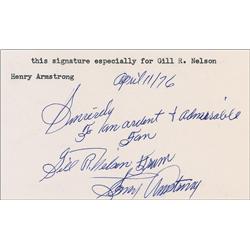 this signature especially for Gill R. Nelson
Henry Armstrong
April 11/76
Sincerely
To an ardent & admirable
Fan
Gill R. Nelson From
Henry Armstrong